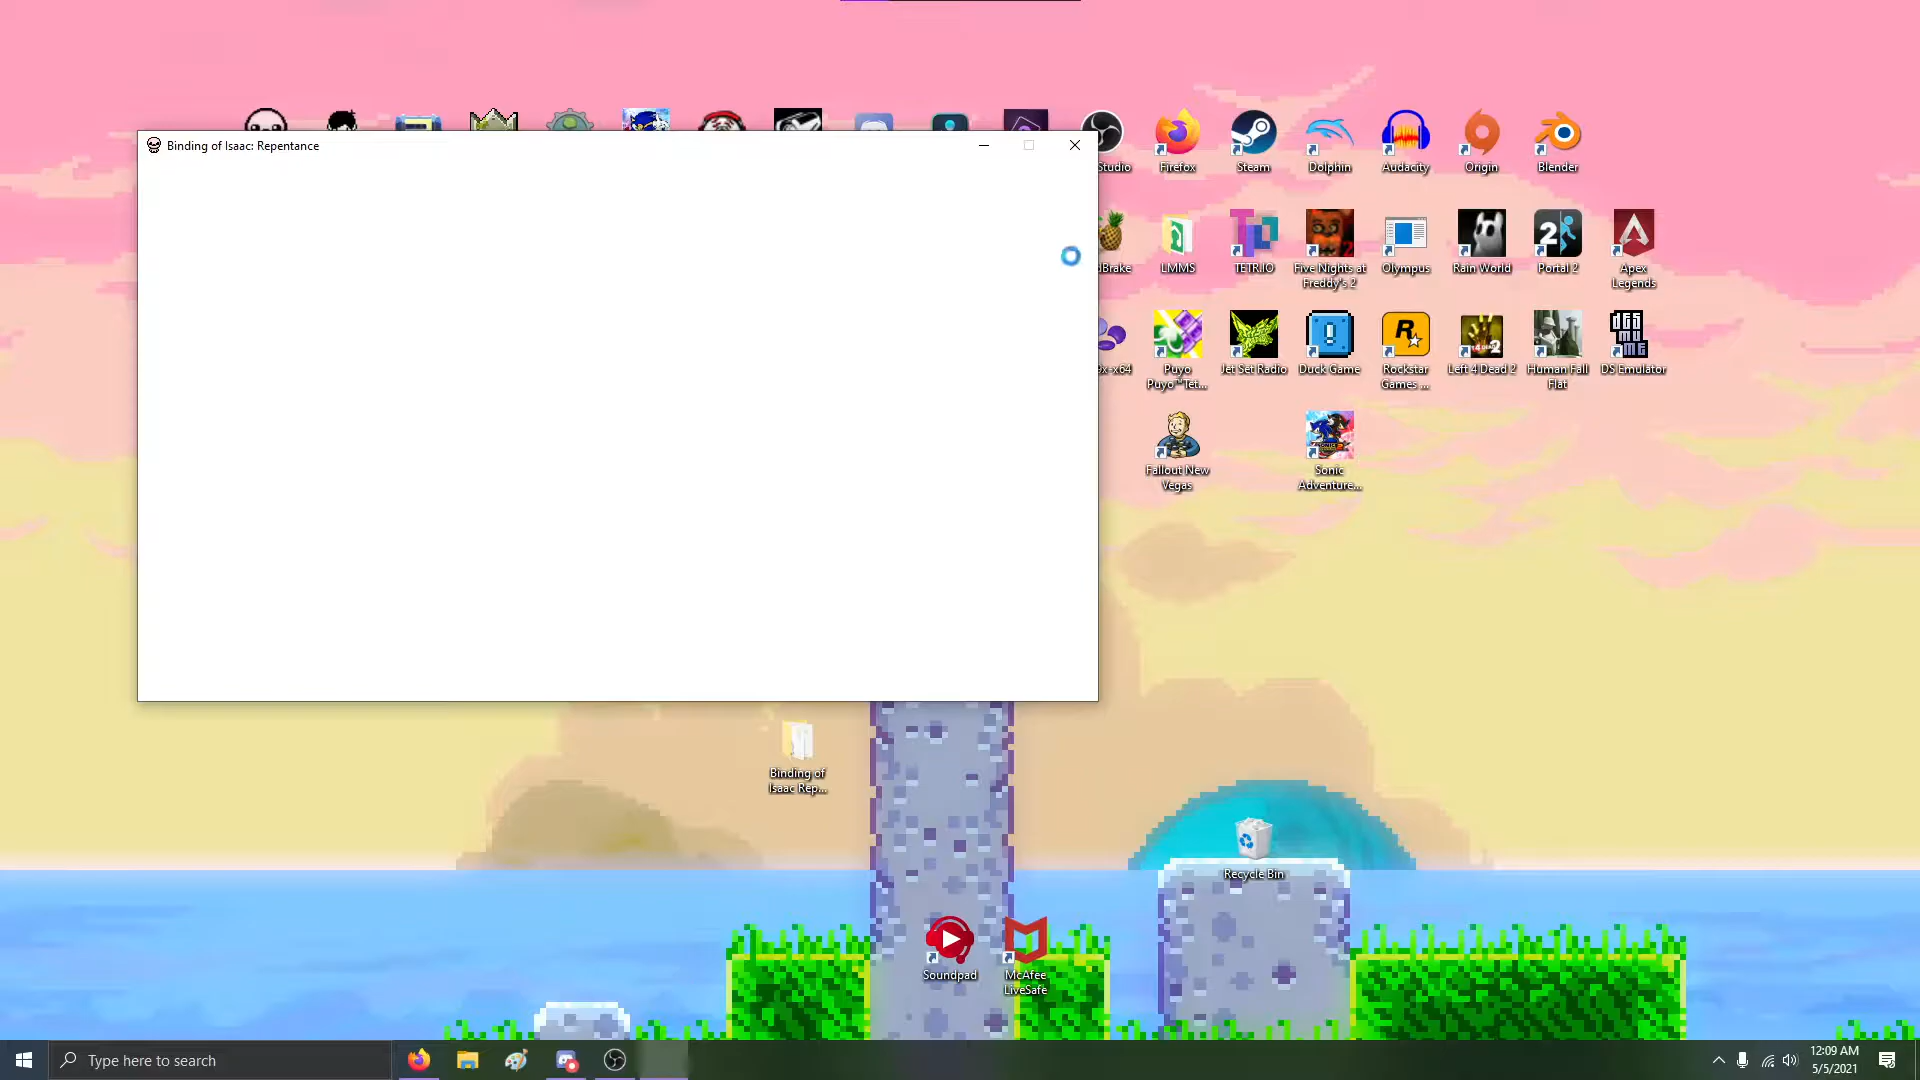 Binding of Isaac: Repentance
Studio
Firefox
Steam
Dolphin
Audacity
Origin
Blender
dBrake
LMMS
TETR.IO
Five Nights at
Freddy's 2
Olympus
Rain World
Portal 2
Apex
Legends
9x-x64
Puyo
Puyo™Tet...
Jet Set Radio
Duck Game
Rockstar
Games ...
Left 4 Dead 2
Human Fall
Flat
DS Emulator
Fallout New
Vegas
Sonic
Adventure...
Binding of
Isaac Rep...
Recycle Bin
Soundpad
McAfee
LiveSafe
Type here to search
12:09 AM
5/5/2021